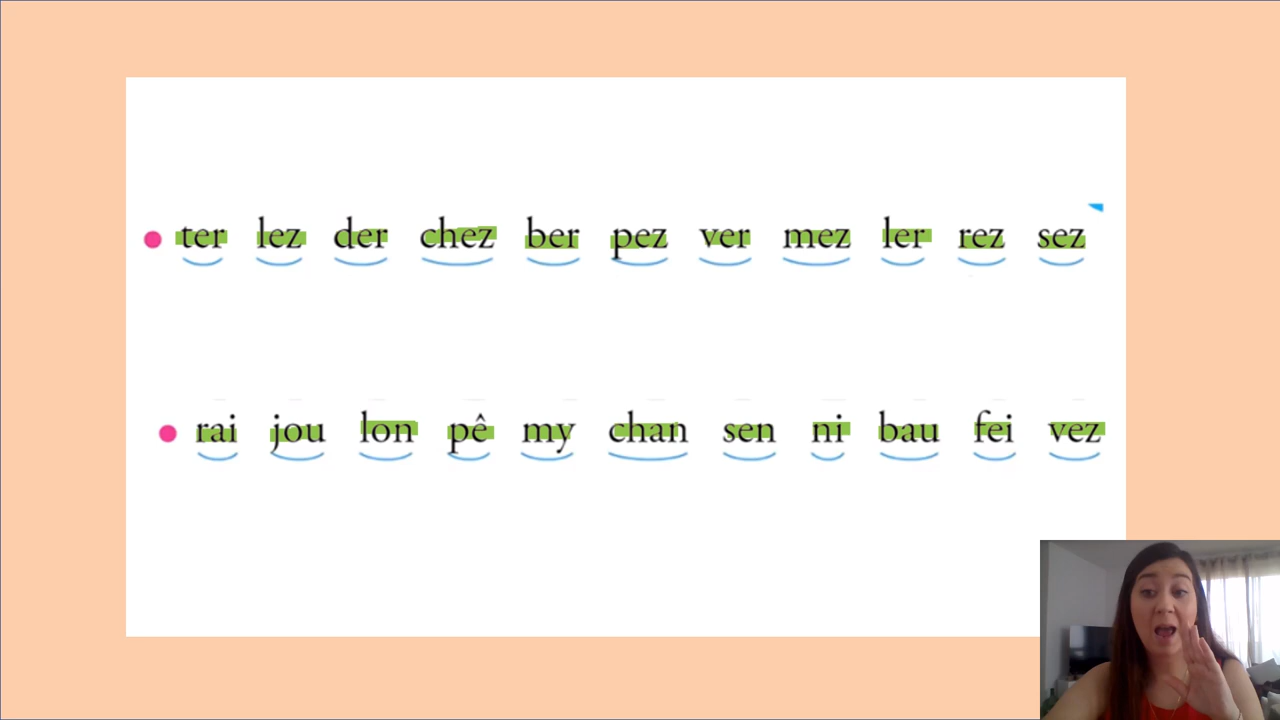 ter lez der chez ber pez ver mez ler rez sez
rai jou lon pê my chan sen ni bau fei vez